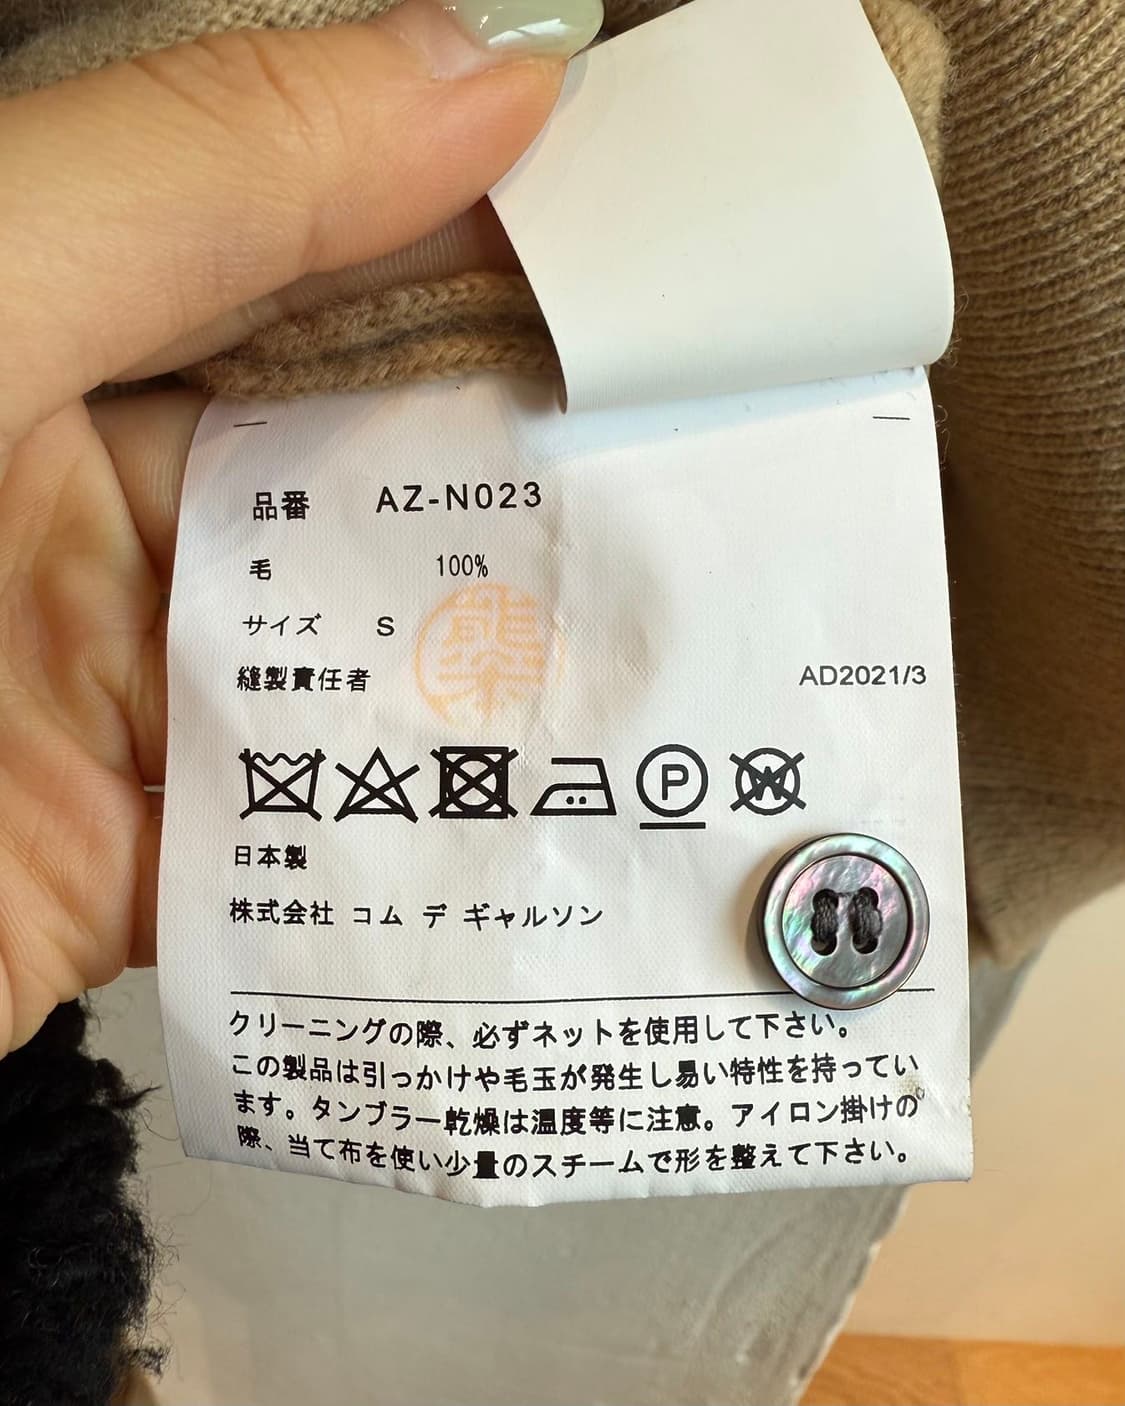 品番 AZ-N023
毛 100%
サイズ S
熊谷
縫製責任者 AD2021/3
P
W
日本製
株式会社 コム デ ギャルソン
クリーニングの際、必ずネットを使用して下さい。
この製品は引っかけや毛玉が発生し易い特性を持ってい
ます。タンブラー乾燥は温度等に注意。アイロン掛けの
際、当て布を使い少量のスチームで形を整えて下さい。